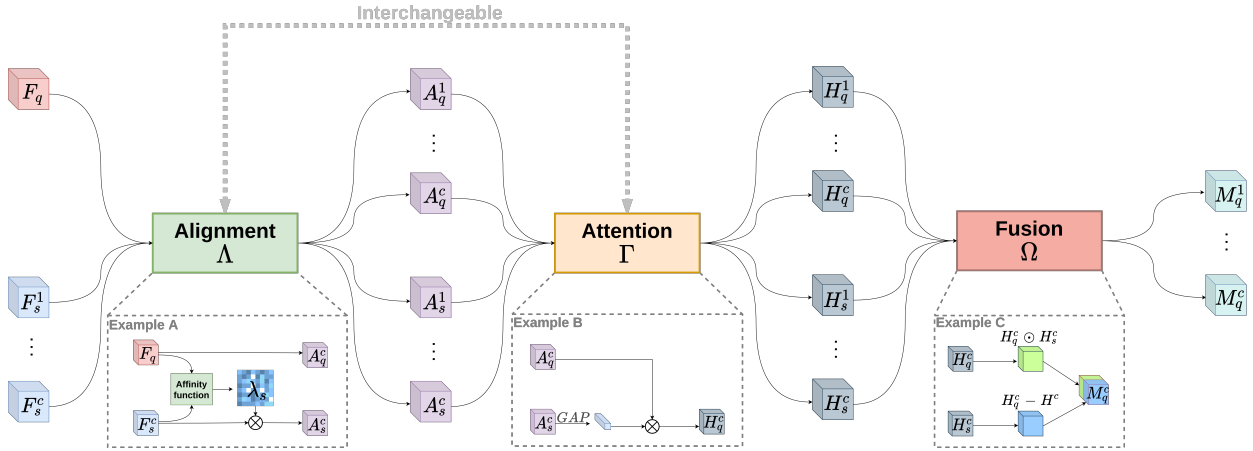 Interchangeable
F_q
F_s^1
⋮
F_s^c
Alignment
Λ
A_q^1
⋮
A_q^c
A_s^1
⋮
A_s^c
Attention
Γ
H_q^1
⋮
H_q^c
H_s^1
⋮
H_s^c
Fusion
Ω
M_q^1
⋮
M_q^c
Example A
F_q
A_q^c
Affinity
function
λ_s
F_s^c
A_s^c
Example B
A_q^c
A_s^c
GAP
H_q^c
Example C
H_q^c ⊙ H_s^c
H_q^c
M_q^c
H_q^c − H^c
H_s^c